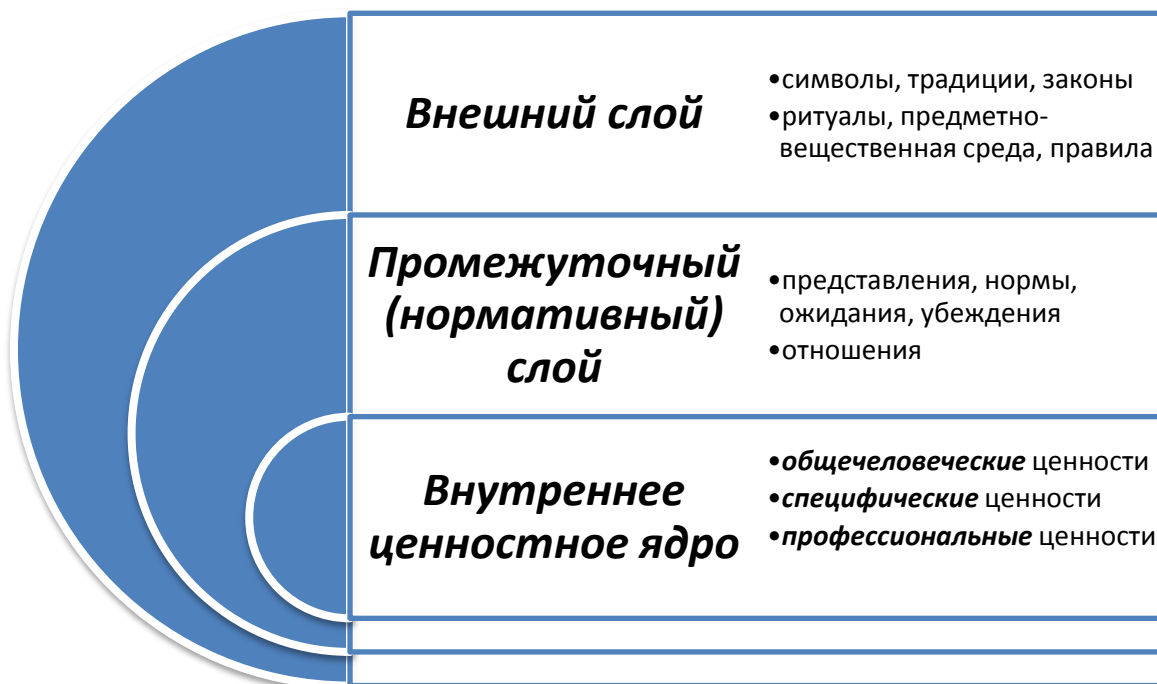 Внешний слой
•символы, традиции, законы
•ритуалы, предметно-
вещественная среда, правила
Промежуточный
(нормативный)
слой
•представления, нормы,
ожидания, убеждения
•отношения
Внутреннее
ценностное ядро
•общечеловеческие ценности
•специфические ценности
•профессиональные ценности